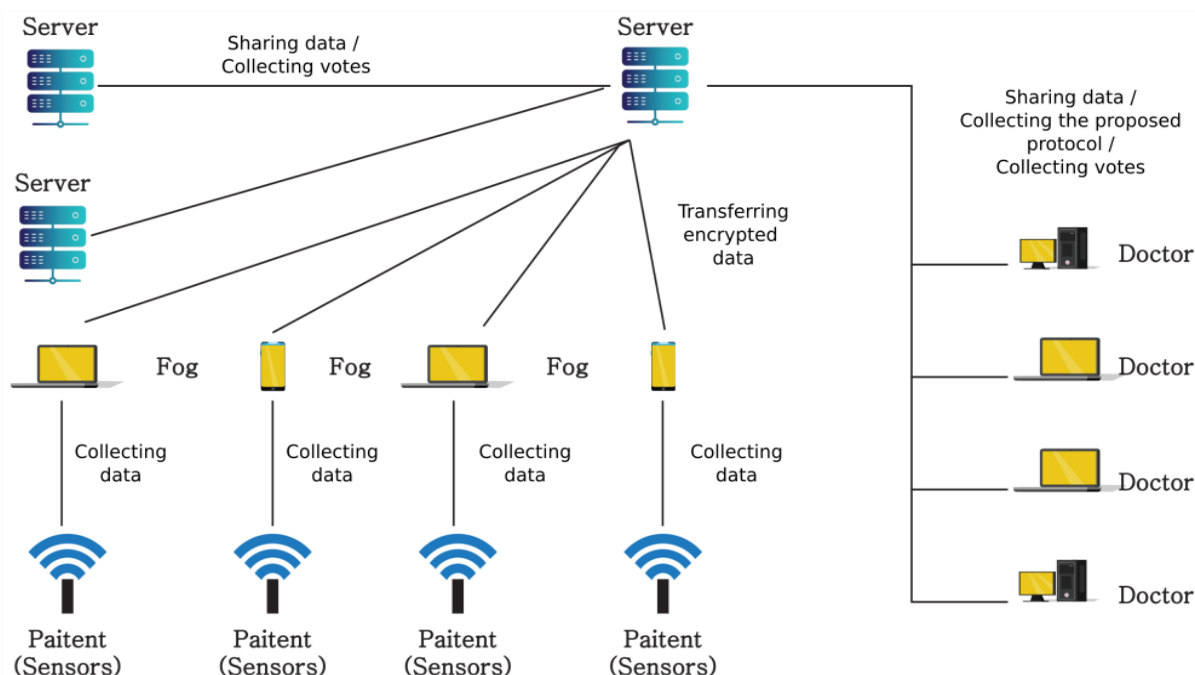 Server
Server
Sharing data /
Collecting votes
Sharing data /
Collecting the proposed
protocol /
Collecting votes
Server
Transferring
encrypted
data
Doctor
Fog
Fog
Fog
Doctor
Collecting
data
Collecting
data
Collecting
data
Collecting
data
Doctor
Doctor
Paitent
(Sensors)
Paitent
(Sensors)
Paitent
(Sensors)
Paitent
(Sensors)